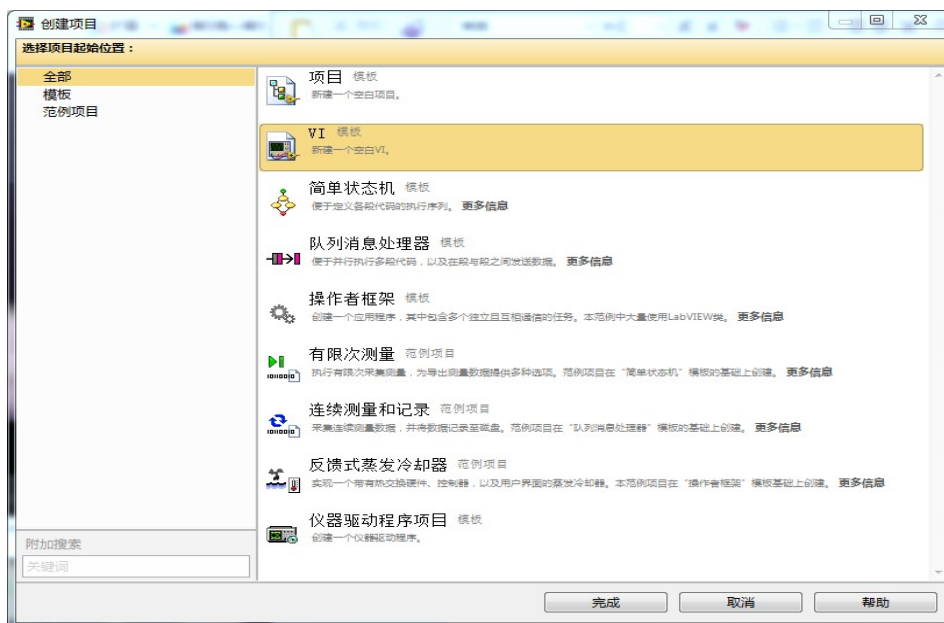 创建项目
选择项目起始位置：
全部
模板
范例项目
项目 模板
新建一个空白项目。
VI 模板
新建一个空白VI。
简单状态机 模板
便于定义各段代码的执行序列。 更多信息
队列消息处理器 模板
便于并行执行多段代码，以及在段与段之间发送数据。 更多信息
操作者框架 模板
创建一个应用程序，其中包含多个独立且互相通信的任务。本范例中大量使用LabVIEW类。 更多信息
有限次测量 范例项目
执行有限次采集测量，为导出测量数据提供多种选项。范例项目在“简单状态机”模板的基础上创建。 更多信息
连续测量和记录 范例项目
采集连续测量数据，并将数据记录至磁盘。范例项目在“队列消息处理器”模板的基础上创建。 更多信息
反馈式蒸发冷却器 范例项目
实现一个带有热交换硬件、控制器，以及用户界面的蒸发冷却器。本范例项目在“操作者框架”模板基础上创建。 更多信息
仪器驱动程序项目 模板
创建一个仪器驱动程序。
附加搜索
关键词
完成 取消 帮助